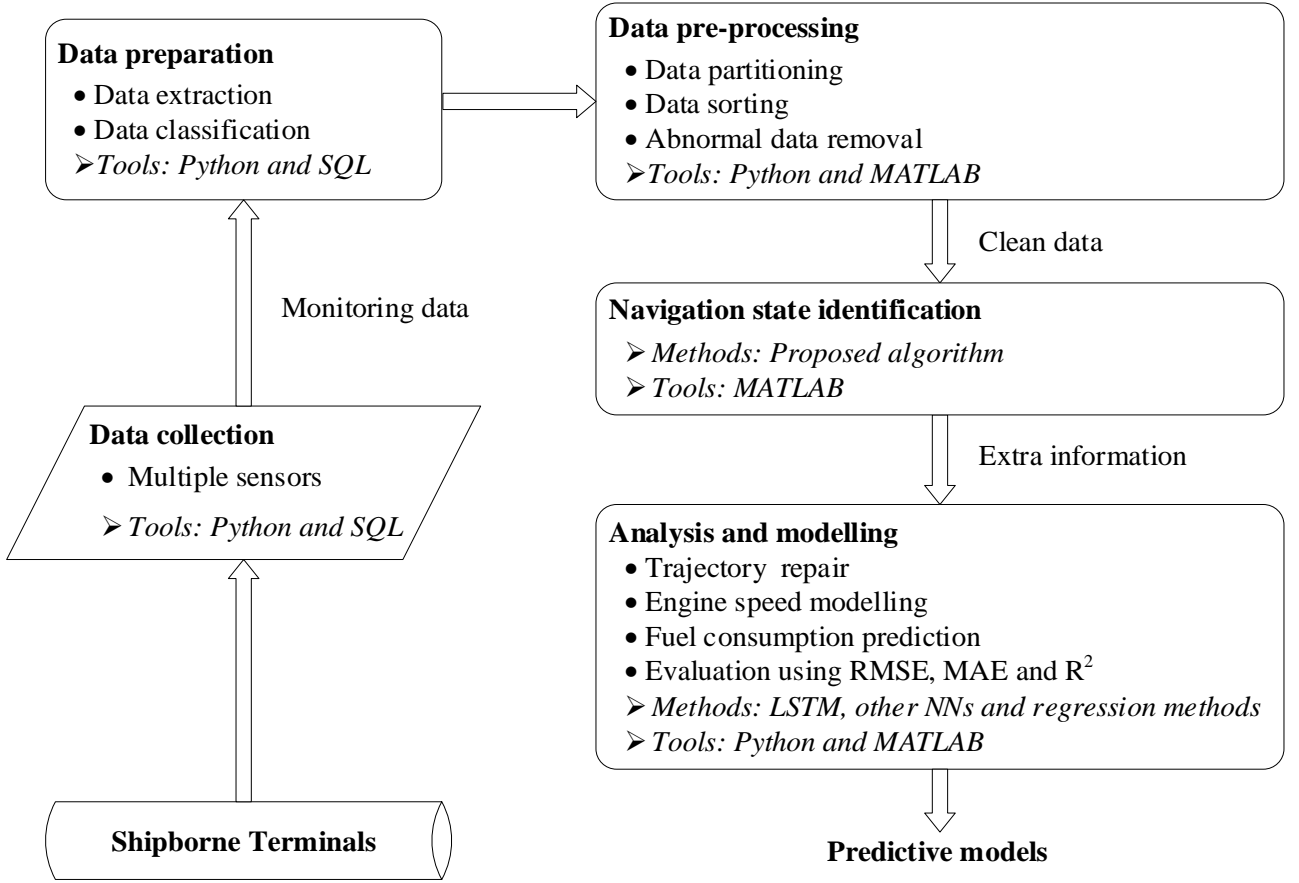 Data preparation
• Data extraction
• Data classification
➢Tools: Python and SQL
Data pre-processing
• Data partitioning
• Data sorting
• Abnormal data removal
➢Tools: Python and MATLAB
Clean data
Monitoring data
Navigation state identification
➢ Methods: Proposed algorithm
➢ Tools: MATLAB
Data collection
• Multiple sensors
➢ Tools: Python and SQL
Extra information
Analysis and modelling
• Trajectory repair
• Engine speed modelling
• Fuel consumption prediction
• Evaluation using RMSE, MAE and R²
➢ Methods: LSTM, other NNs and regression methods
➢ Tools: Python and MATLAB
Shipborne Terminals
Predictive models